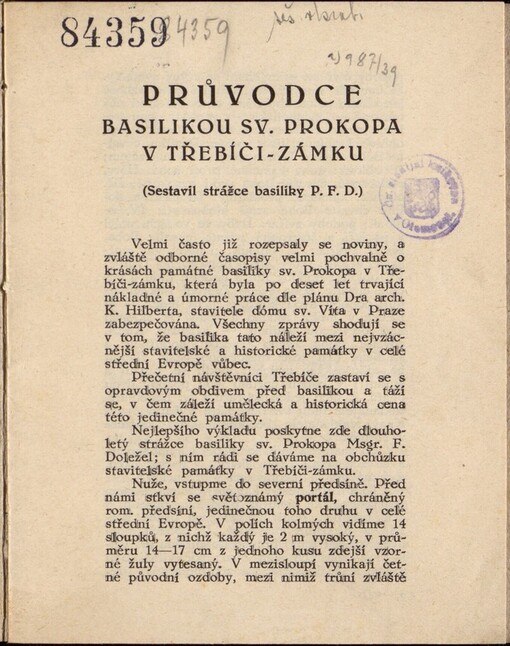 84359
84359
1987/39
PRŮVODCE
BASILIKOU SV. PROKOPA
V TŘEBÍČI-ZÁMKU
(Sestavil strážce basiliky P. F. D.)
Velmi často již rozepsaly se noviny, a
zvláště odborné časopisy velmi pochvalně o
krásách památné basiliky sv. Prokopa v Tře-
bíči-zámku, která byla po deset let trvající
nákladné a úmorné práce dle plánu Dra arch.
K. Hilberta, stavitele dómu sv. Víta v Praze
zabezpečována. Všechny zprávy shodují se
v tom, že basilika tato náleží mezi nejvzác-
nější stavitelské a historické památky v celé
střední Evropě vůbec.
Přečetní návštěvníci Třebíče zastaví se s
opravdovým obdivem před basilikou a táží
se, v čem záleží umělecká a historická cena
této jedinečné památky.
Nejlepšího výkladu poskytne zde dlouho-
letý strážce basiliky sv. Prokopa Msgr. F.
Doležel; s ním rádi se dáváme na obchůzku
stavitelské památky v Třebíči-zámku.
Nuže, vstupme do severní předsíně. Před
námi stkví se světoznámý portál, chráněný
rom. předsíní, jedinečnou toho druhu v celé
střední Evropě. V polích kolmých vidíme 14
sloupků, z nichž každý je 2 m vysoký, v prů-
měru 14—17 cm z jednoho kusu zdejší vzor-
né žuly vytesaný. V mezisloupí vynikají čet-
né původní ozdoby, mezi nimiž trůní zvláště